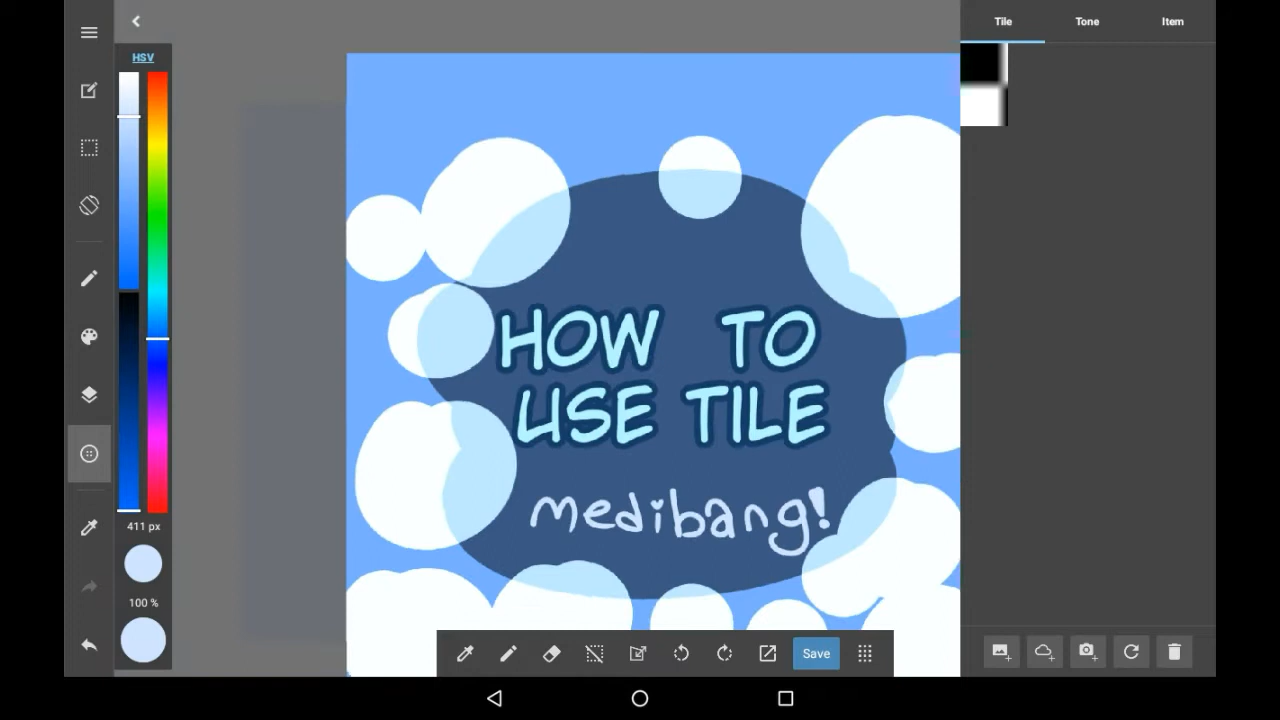 Tile Tone Item
HSV
HOW TO
USE TILE
medibang!
411 px
100 %
Save